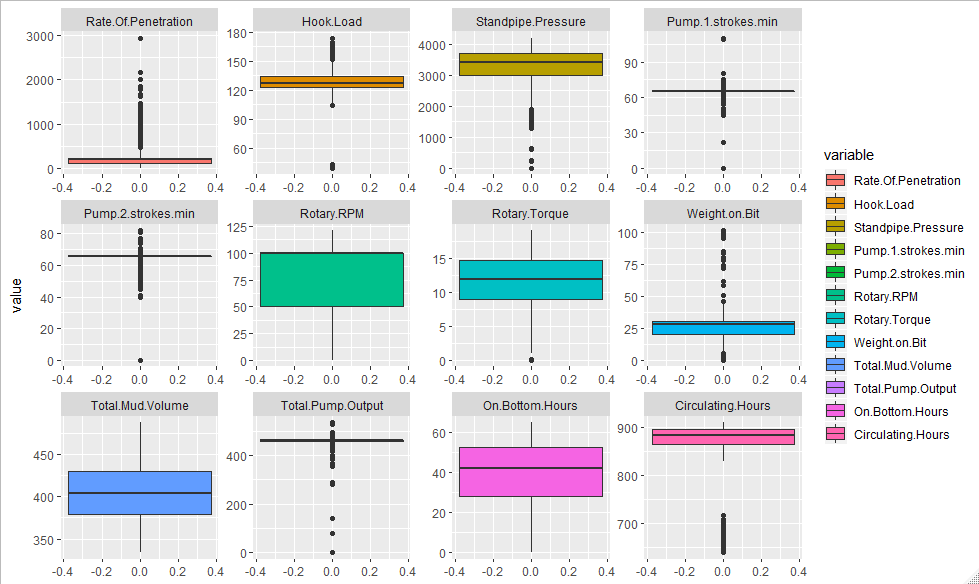 Rate.Of.Penetration Hook.Load Standpipe.Pressure Pump.1.strokes.min
3000
2000
1000
0
180
150
120
90
60
4000
3000
2000
1000
0
90
60
30
0
-0.4 -0.2 0.0 0.2 0.4 -0.4 -0.2 0.0 0.2 0.4 -0.4 -0.2 0.0 0.2 0.4 -0.4 -0.2 0.0 0.2 0.4
Pump.2.strokes.min Rotary.RPM Rotary.Torque Weight.on.Bit
80
60
40
20
0
125
100
75
50
25
0
15
10
5
0
100
75
50
25
0
-0.4 -0.2 0.0 0.2 0.4 -0.4 -0.2 0.0 0.2 0.4 -0.4 -0.2 0.0 0.2 0.4 -0.4 -0.2 0.0 0.2 0.4
Total.Mud.Volume Total.Pump.Output On.Bottom.Hours Circulating.Hours
450
400
350
400
200
0
60
40
20
0
900
800
700
-0.4 -0.2 0.0 0.2 0.4 -0.4 -0.2 0.0 0.2 0.4 -0.4 -0.2 0.0 0.2 0.4 -0.4 -0.2 0.0 0.2 0.4
value
variable
Rate.Of.Penetration
Hook.Load
Standpipe.Pressure
Pump.1.strokes.min
Pump.2.strokes.min
Rotary.RPM
Rotary.Torque
Weight.on.Bit
Total.Mud.Volume
Total.Pump.Output
On.Bottom.Hours
Circulating.Hours